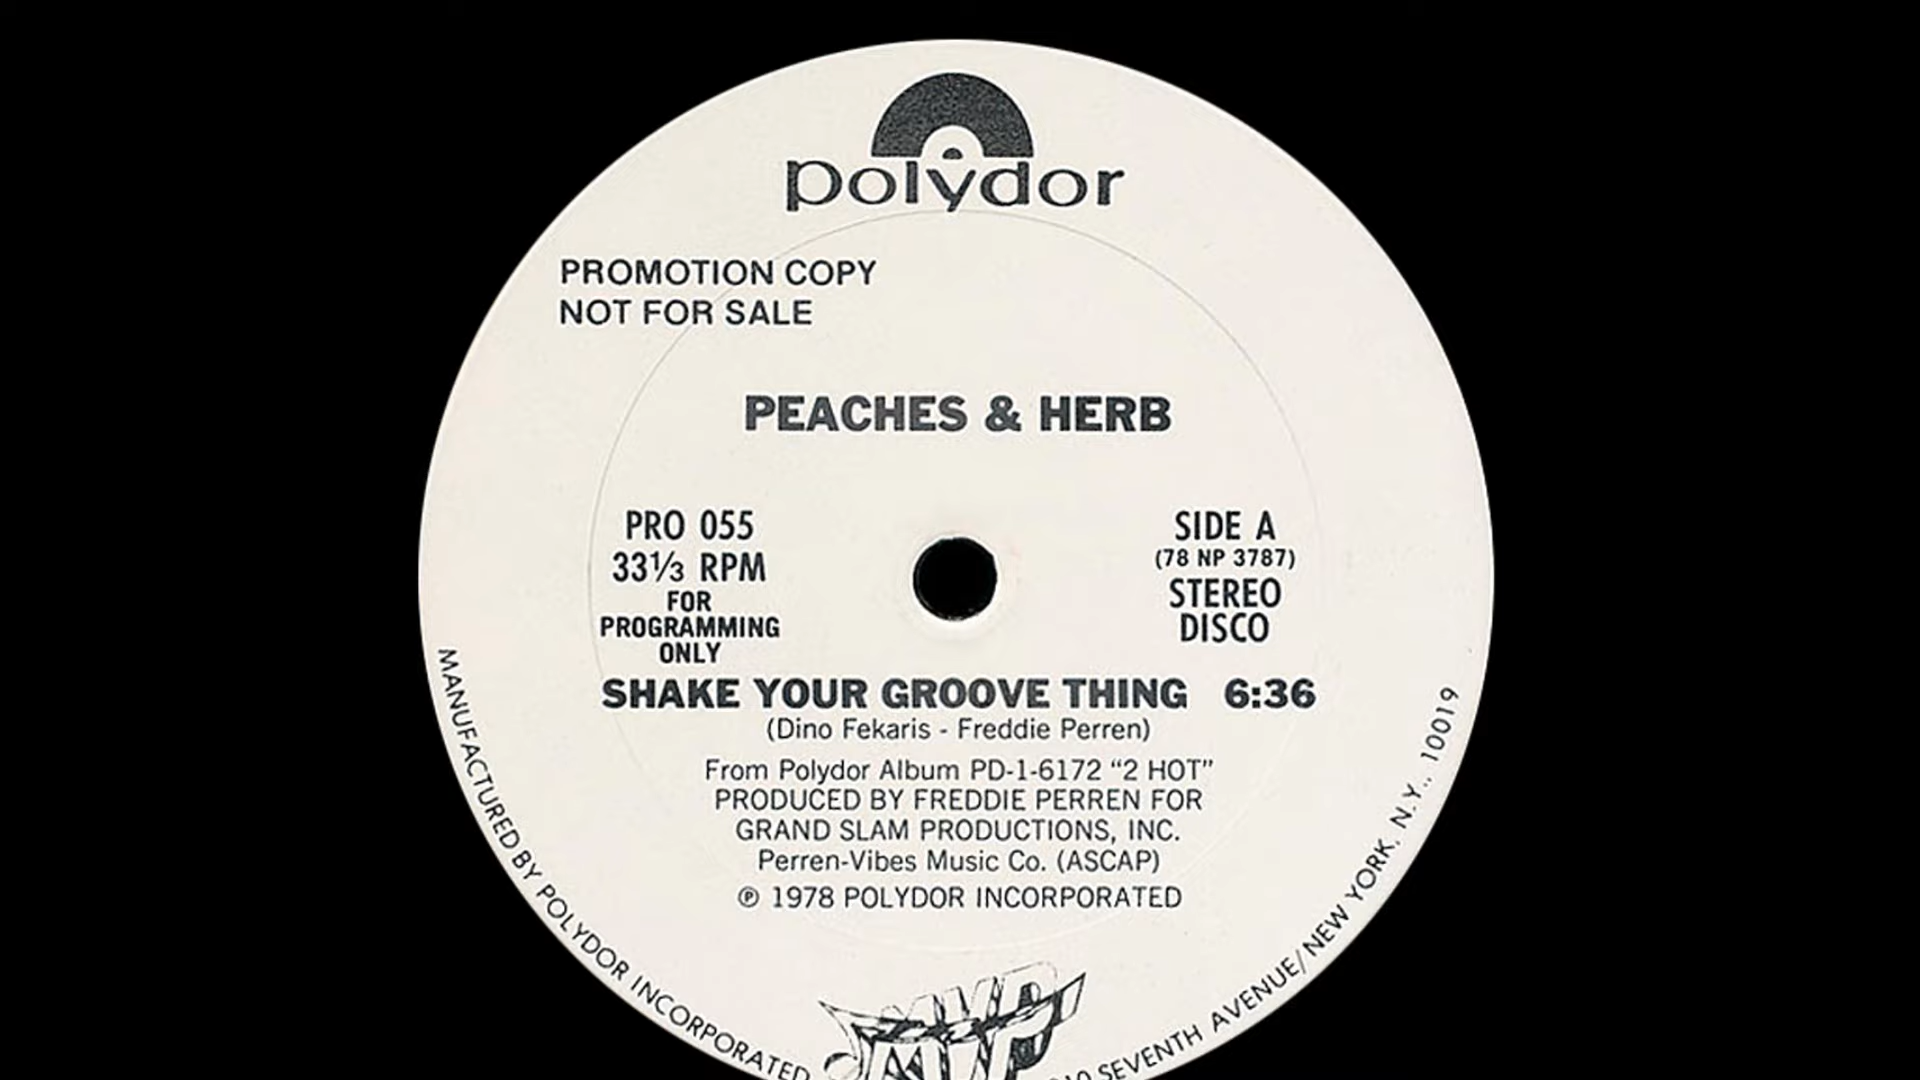 polydor
PROMOTION COPY
NOT FOR SALE
PEACHES & HERB
PRO 055
33⅓ RPM
FOR
PROGRAMMING
ONLY
SIDE A
(78 NP 3787)
STEREO
DISCO
SHAKE YOUR GROOVE THING 6:36
(Dino Fekaris - Freddie Perren)
From Polydor Album PD-1-6172 “2 HOT”
PRODUCED BY FREDDIE PERREN FOR
GRAND SLAM PRODUCTIONS, INC.
Perren-Vibes Music Co. (ASCAP)
℗ 1978 POLYDOR INCORPORATED
MVP
MANUFACTURED BY POLYDOR INCORPORATED
SEVENTH AVENUE/NEW YORK, N.Y., 10019